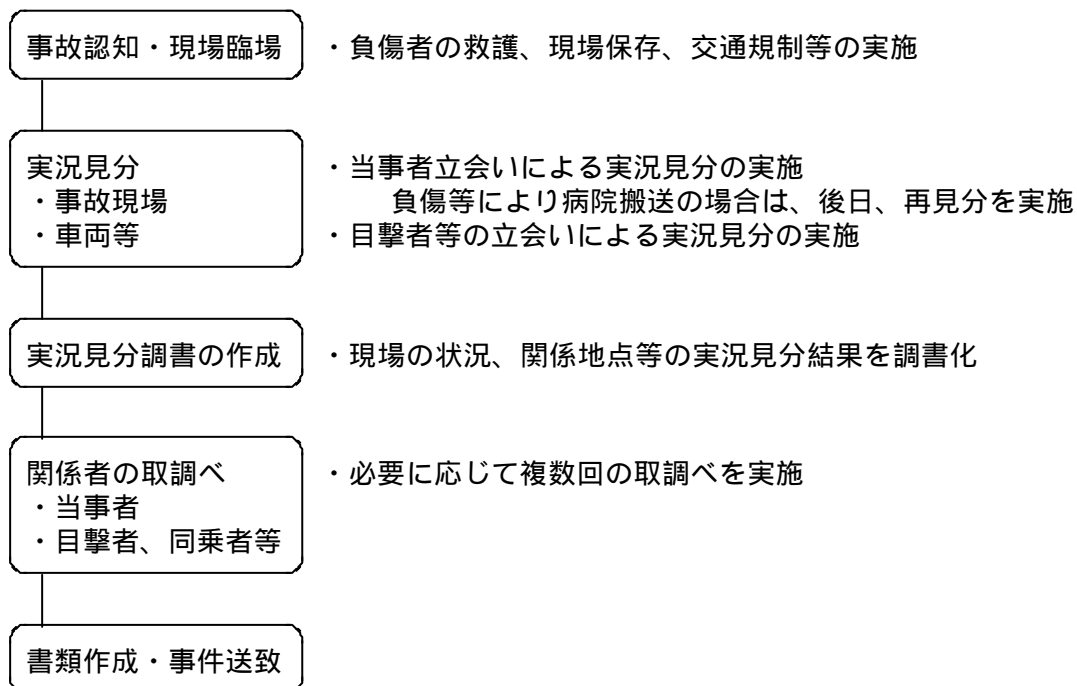 事故認知・現場臨場 ・負傷者の救護、現場保存、交通規制等の実施
実況見分 ・当事者立会いによる実況見分の実施
・事故現場 負傷等により病院搬送の場合は、後日、再見分を実施
・車両等 ・目撃者等の立会いによる実況見分の実施
実況見分調書の作成 ・現場の状況、関係地点等の実況見分結果を調書化
関係者の取調べ ・必要に応じて複数回の取調べを実施
・当事者
・目撃者、同乗者等
書類作成・事件送致